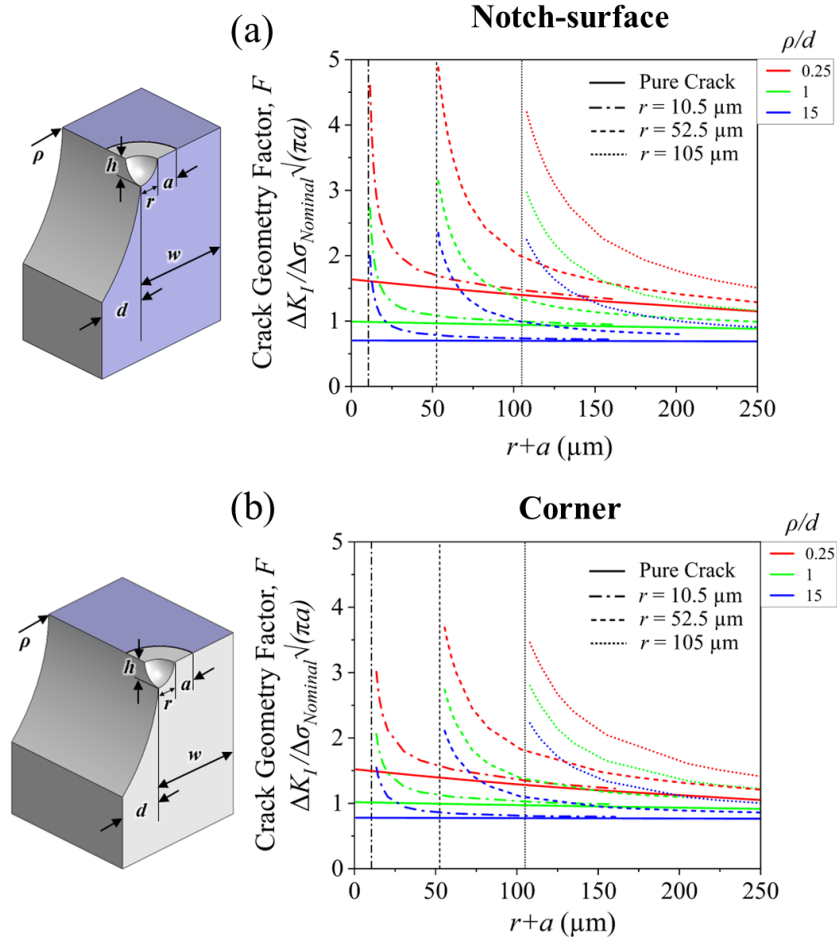 Notch-surface
(a)
ρ/d
0.25
1
15
Pure Crack
r = 10.5 µm
r = 52.5 µm
r = 105 µm
Crack Geometry Factor, F
ΔK_I/Δσ_Nominal√(πa)
5
4
3
2
1
0
0 50 100 150 200 250
r+a (µm)
ρ
h
a
r
w
d
(b)
Corner
ρ/d
0.25
1
15
Pure Crack
r = 10.5 µm
r = 52.5 µm
r = 105 µm
Crack Geometry Factor, F
ΔK_I/Δσ_Nominal√(πa)
5
4
3
2
1
0
0 50 100 150 200 250
r+a (µm)
ρ
h
a
r
w
d